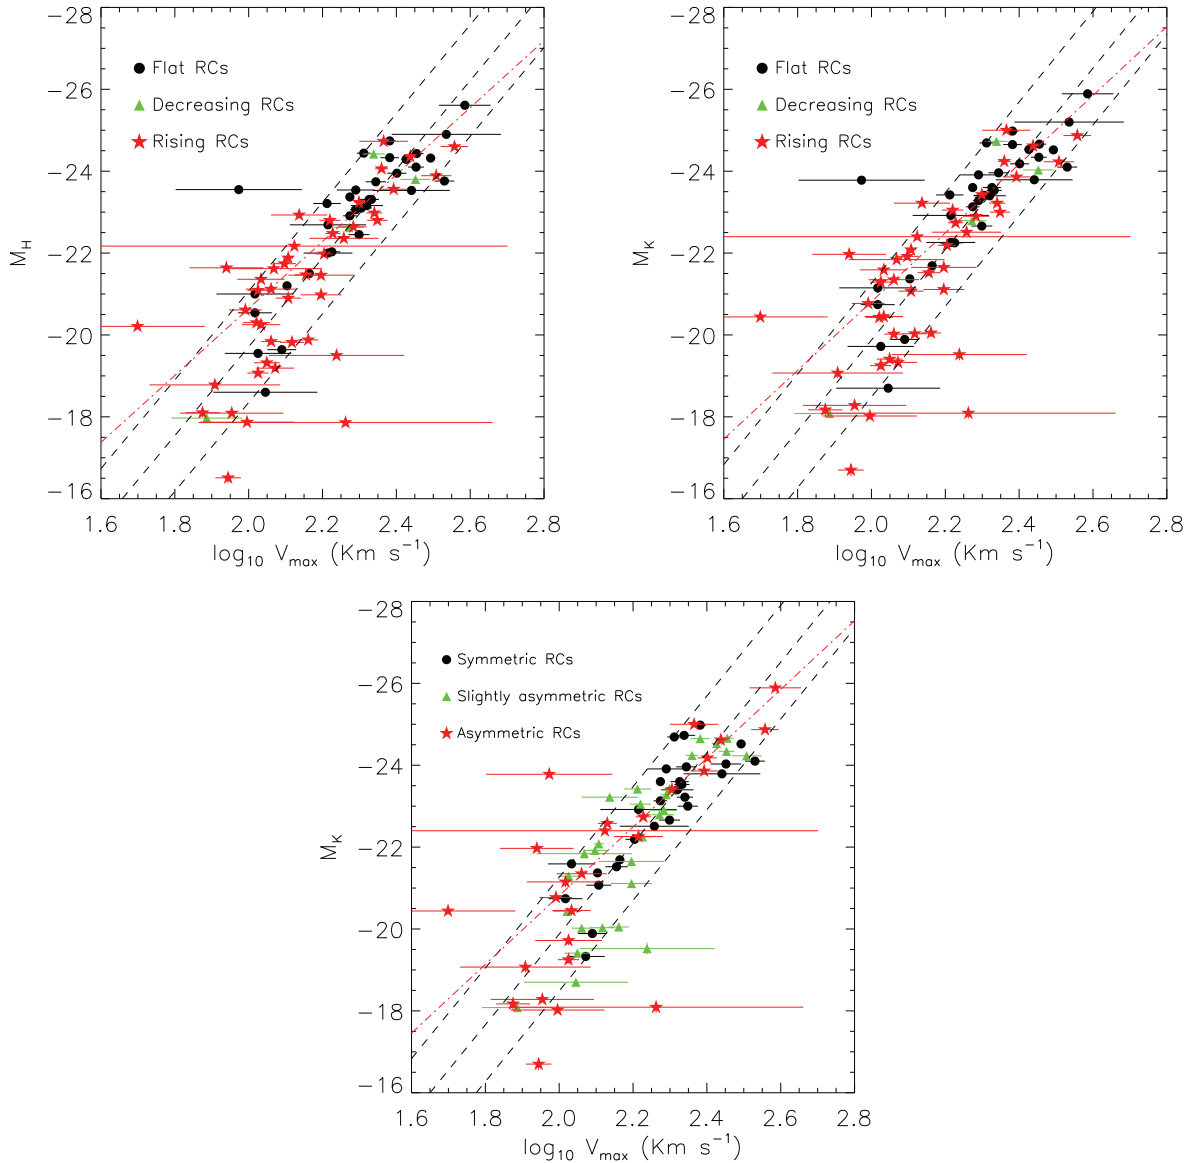 −28
−26
−24
−22
−20
−18
−16
M_H
Flat RCs
Decreasing RCs
Rising RCs
1.6 1.8 2.0 2.2 2.4 2.6 2.8
log₁₀ V_max (Km s⁻¹)
−28
−26
−24
−22
−20
−18
−16
M_K
Flat RCs
Decreasing RCs
Rising RCs
1.6 1.8 2.0 2.2 2.4 2.6 2.8
log₁₀ V_max (Km s⁻¹)
−28
−26
−24
−22
−20
−18
−16
M_K
Symmetric RCs
Slightly asymmetric RCs
Asymmetric RCs
1.6 1.8 2.0 2.2 2.4 2.6 2.8
log₁₀ V_max (Km s⁻¹)